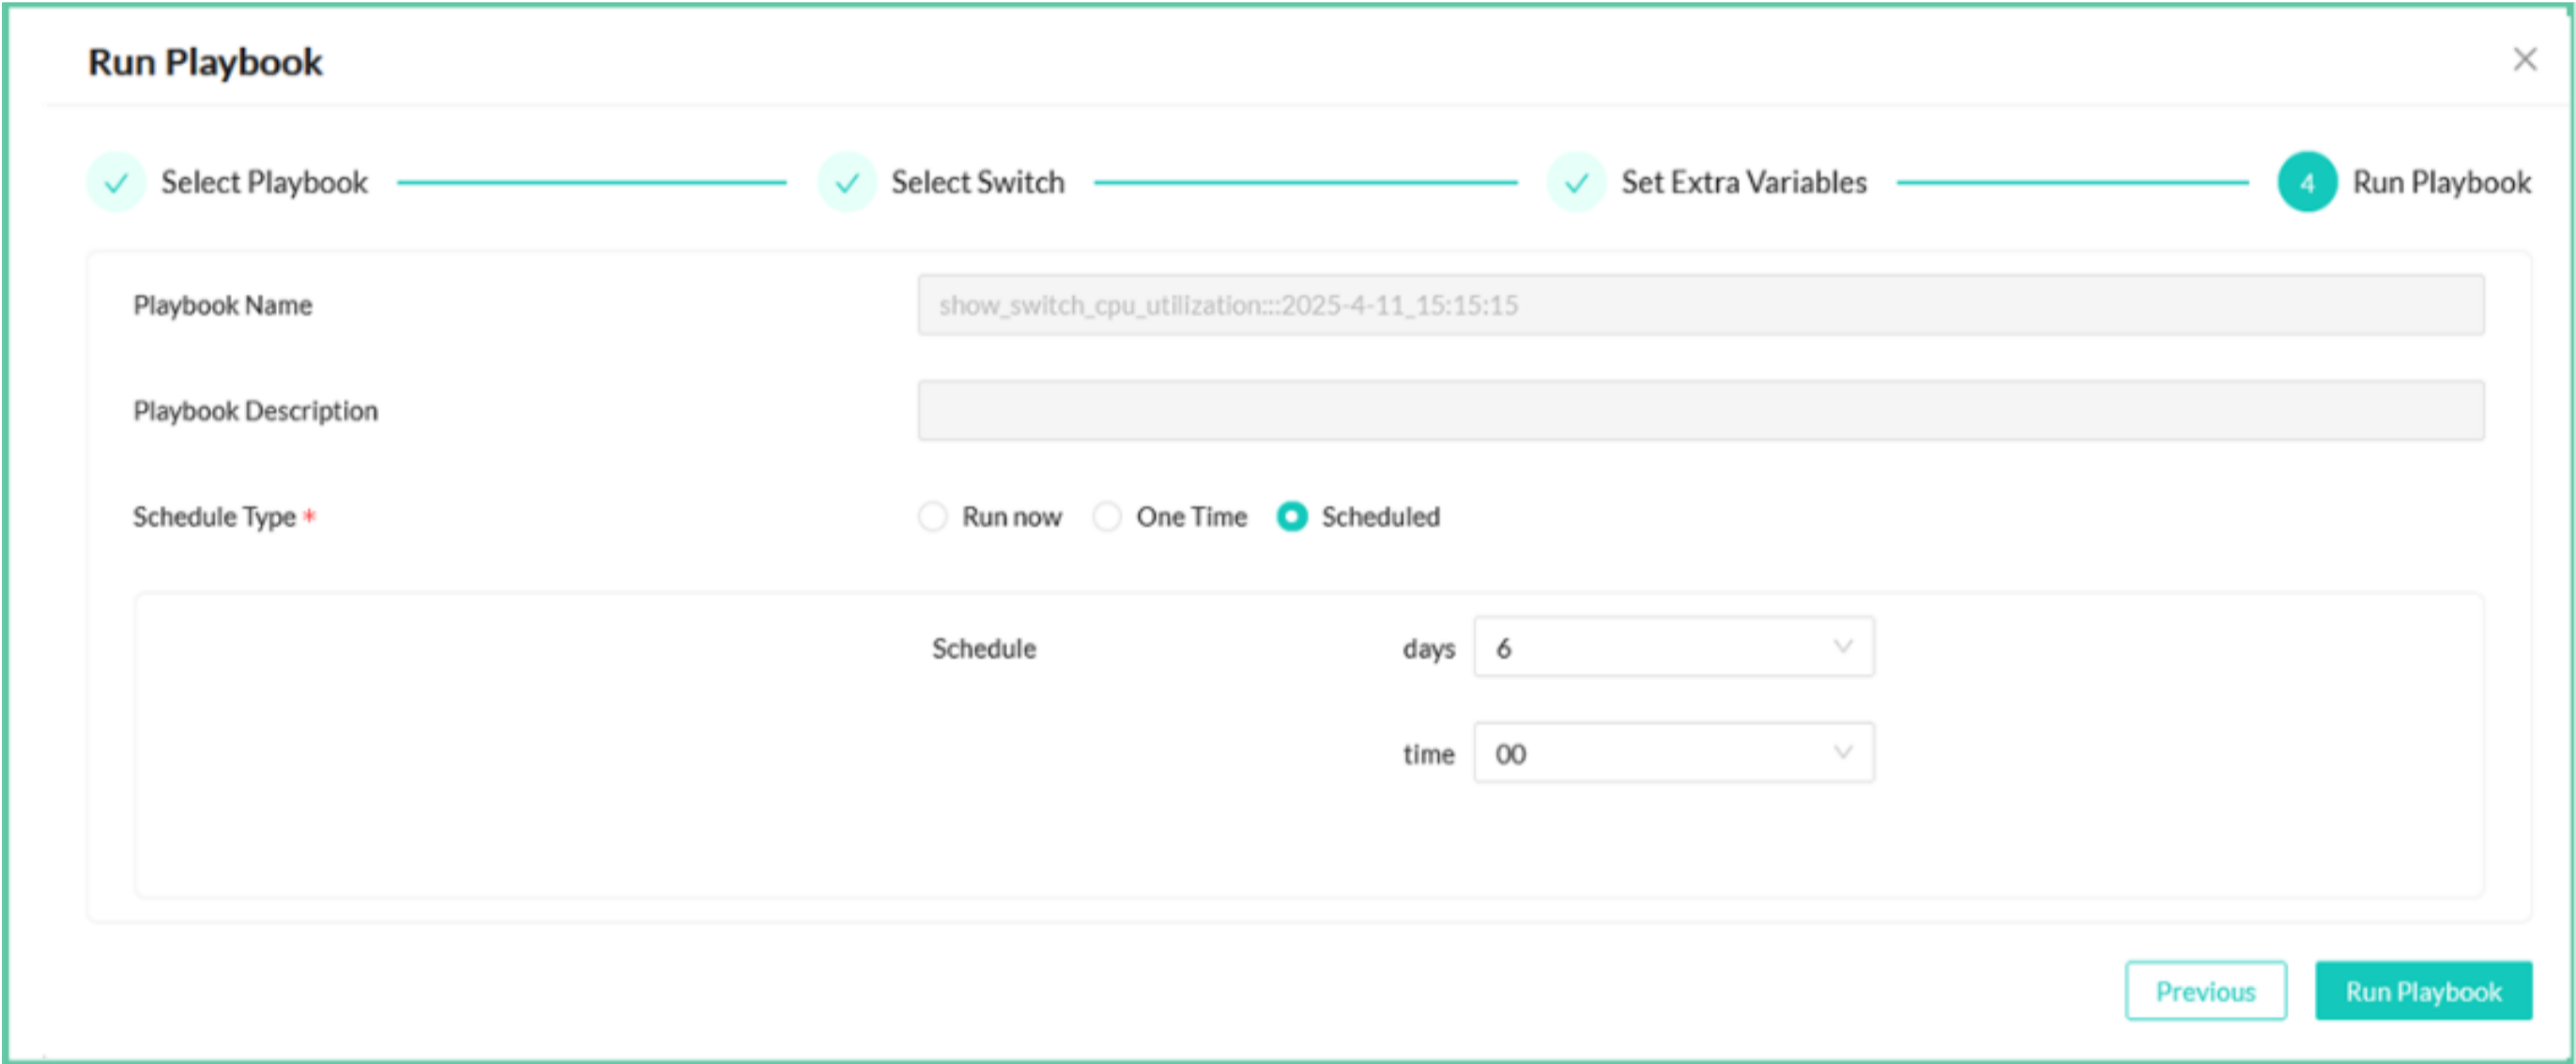 Run Playbook
Select Playbook
Select Switch
Set Extra Variables
4 Run Playbook
Playbook Name
show_switch_cpu_utilization:::2025-4-11_15:15:15
Playbook Description
Schedule Type *
Run now
One Time
Scheduled
Schedule
days
6
time
00
Previous
Run Playbook